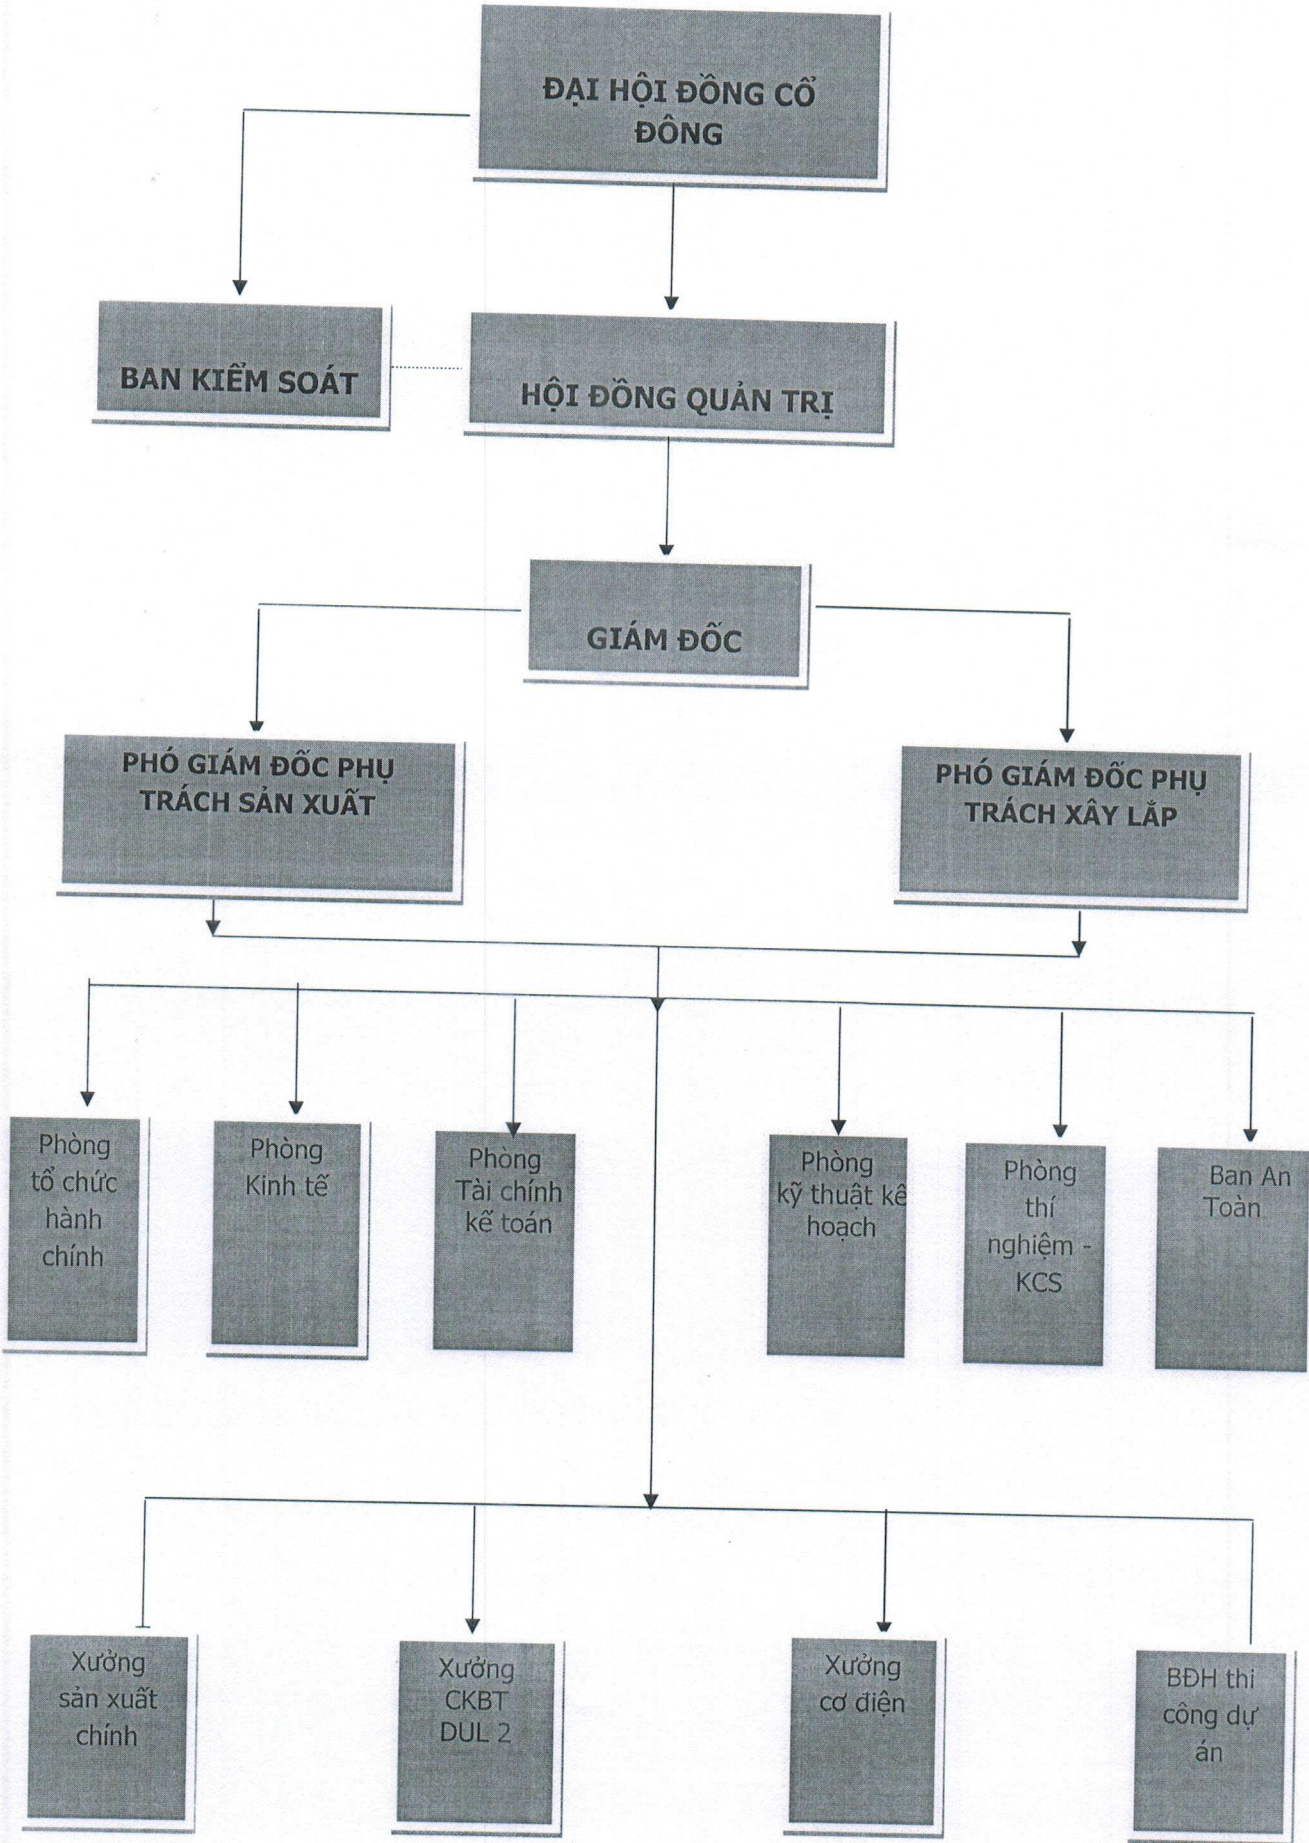 ĐẠI HỘI ĐỒNG CỔ
ĐÔNG
BAN KIỂM SOÁT
HỘI ĐỒNG QUẢN TRỊ
GIÁM ĐỐC
PHÓ GIÁM ĐỐC PHỤ
TRÁCH SẢN XUẤT
PHÓ GIÁM ĐỐC PHỤ
TRÁCH XÂY LẮP
Phòng
tổ chức
hành
chính
Phòng
Kinh tế
Phòng
Tài chính
kế toán
Phòng
kỹ thuật kế
hoạch
Phòng
thí
nghiệm -
KCS
Ban An
Toàn
Xưởng
sản xuất
chính
Xưởng
CKBT
DUL 2
Xưởng
cơ điện
BĐH thi
công dự
án